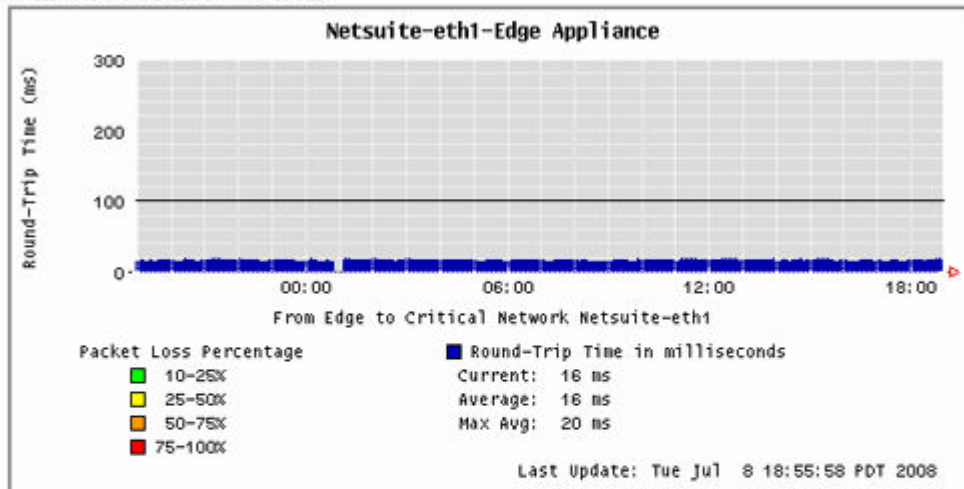 Netsuite-eth1-Edge Appliance
Round-Trip Time (ms)
300
200
100
0
00:00 06:00 12:00 18:00
From Edge to Critical Network Netsuite-eth1
Packet Loss Percentage
10-25%
25-50%
50-75%
75-100%
Round-Trip Time in milliseconds
Current: 16 ms
Average: 16 ms
Max Avg: 20 ms
Last Update: Tue Jul 8 18:55:58 PDT 2008